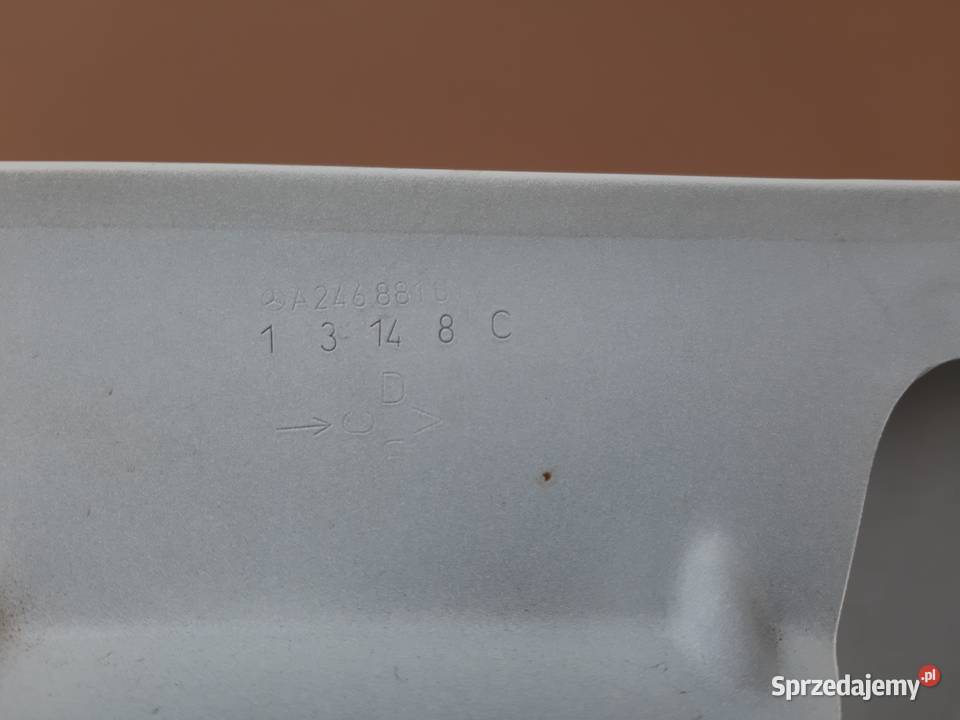 A2468810
1 3 14 8 C
D
C V
n
Sprzedajemy.pl